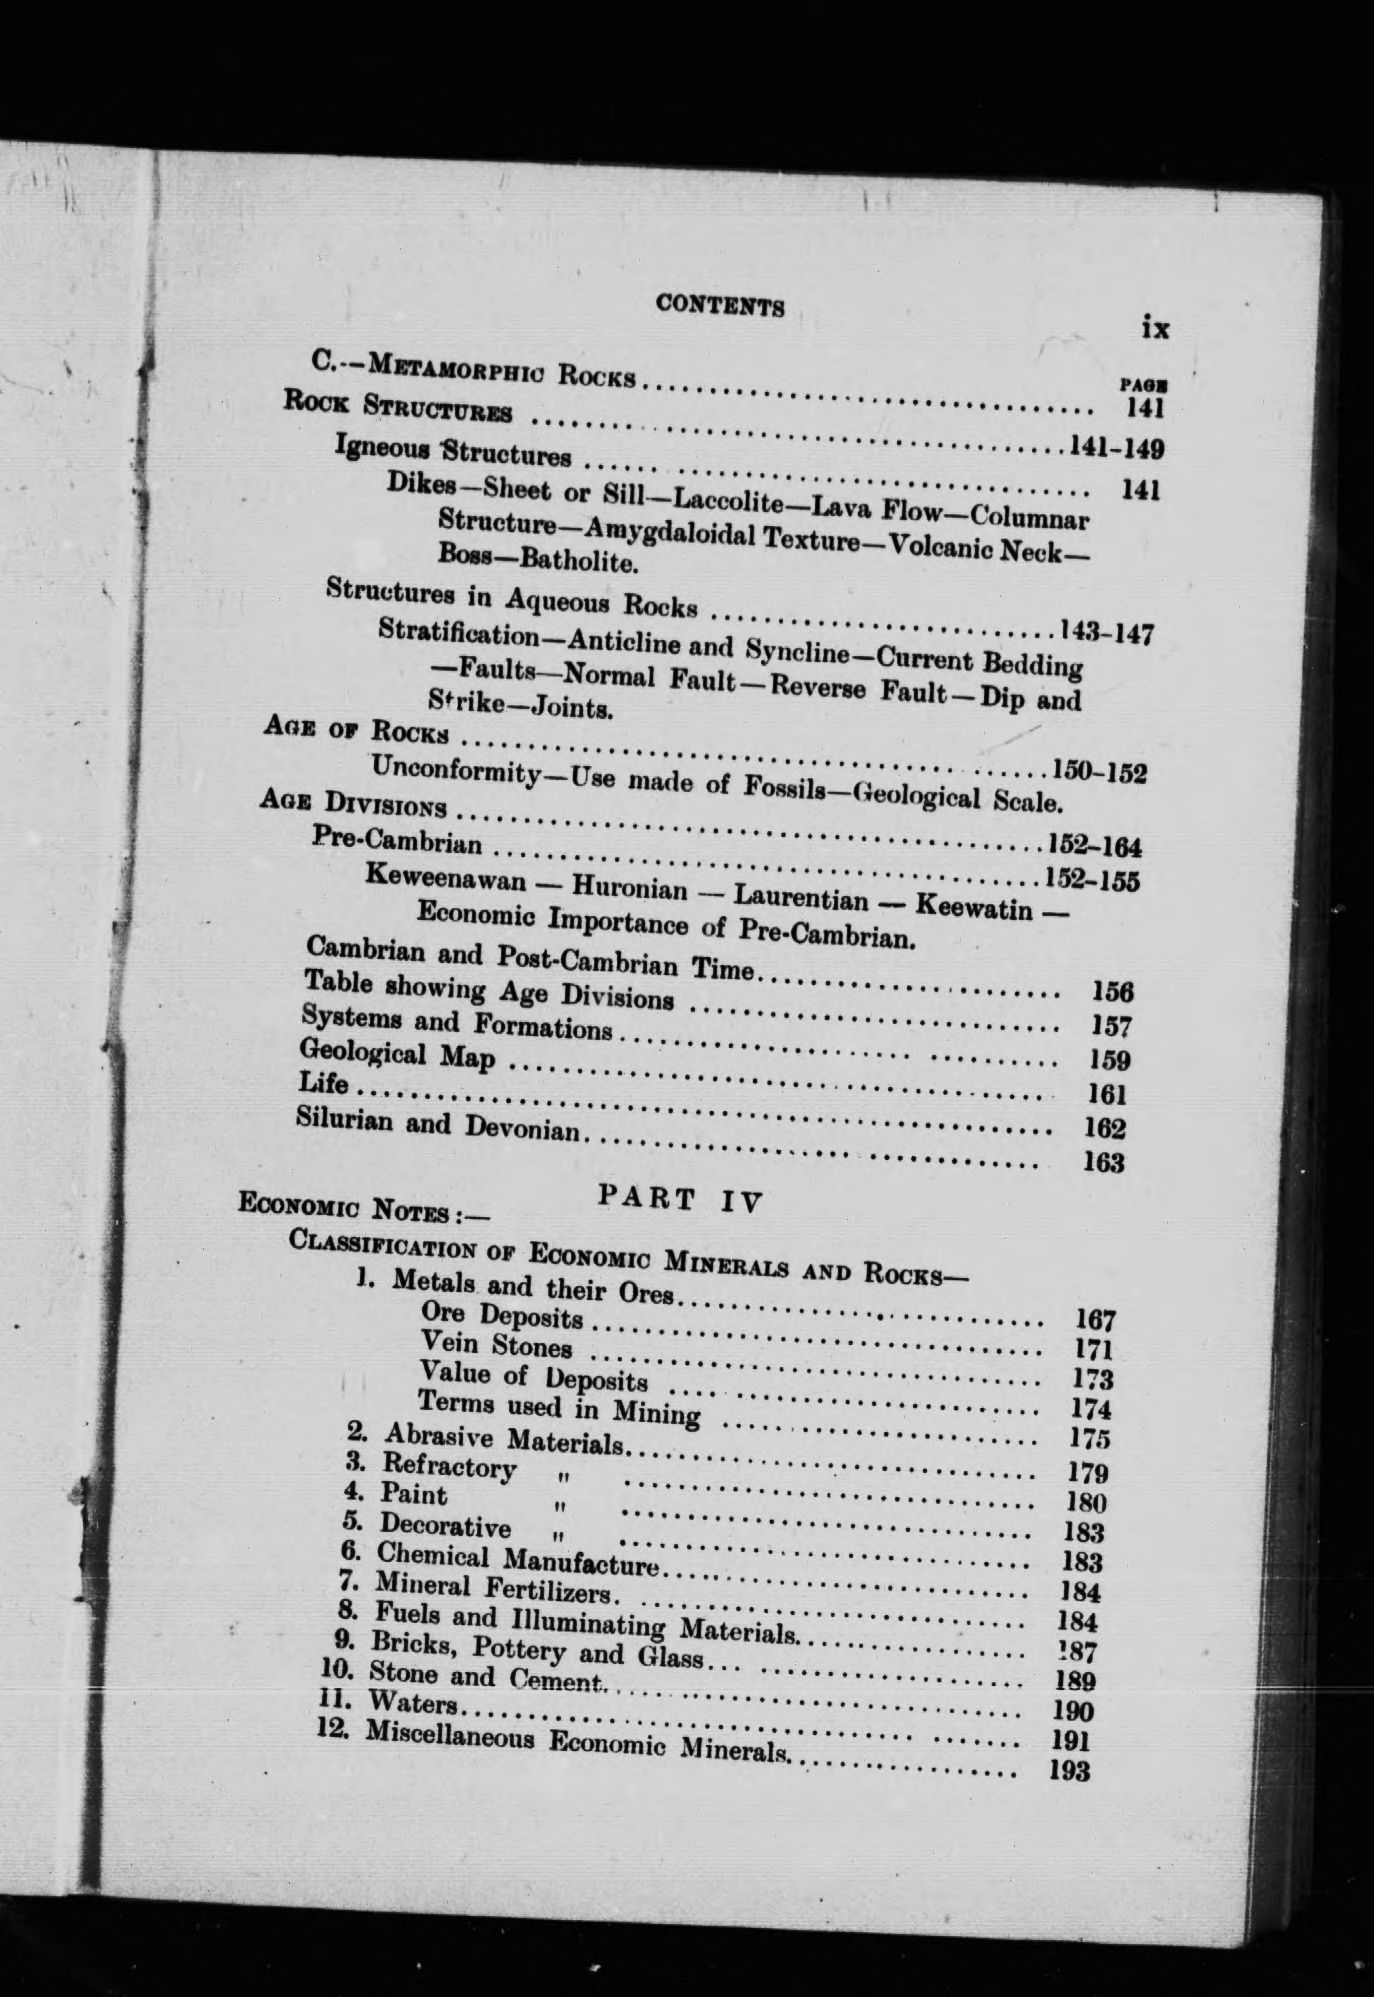 CONTENTS
ix
PAGE
C.—METAMORPHIC ROCKS........................................ 141
ROCK STRUCTURES ........................................141-149
Igneous Structures ........................................ 141
Dikes—Sheet or Sill—Laccolite—Lava Flow—Columnar
Structure—Amygdaloidal Texture—Volcanic Neck—
Boss—Batholite.
Structures in Aqueous Rocks ..........................143-147
Stratification—Anticline and Syncline—Current Bedding
—Faults—Normal Fault—Reverse Fault—Dip and
Strike—Joints.
AGE OF ROCKS ........................................150-152
Unconformity—Use made of Fossils—Geological Scale.
AGE DIVISIONS ........................................152-164
Pre-Cambrian ........................................152-155
Keweenawan — Huronian — Laurentian — Keewatin —
Economic Importance of Pre-Cambrian.
Cambrian and Post-Cambrian Time........................ 156
Table showing Age Divisions ............................ 157
Systems and Formations................................ 159
Geological Map ........................................ 161
Life.................................................... 162
Silurian and Devonian.................................. 163
PART IV
ECONOMIC NOTES:—
CLASSIFICATION OF ECONOMIC MINERALS AND ROCKS—
1. Metals and their Ores............................ 167
Ore Deposits .................................. 171
Vein Stones .................................. 173
Value of Deposits ............................ 174
Terms used in Mining ........................ 175
2. Abrasive Materials................................ 179
3. Refractory " ................................ 180
4. Paint " ................................ 183
5. Decorative " ................................ 183
6. Chemical Manufacture............................ 184
7. Mineral Fertilizers. ............................ 184
8. Fuels and Illuminating Materials.................. 187
9. Bricks, Pottery and Glass........................ 189
10. Stone and Cement................................ 190
11. Waters.......................................... 191
12. Miscellaneous Economic Minerals.................. 193